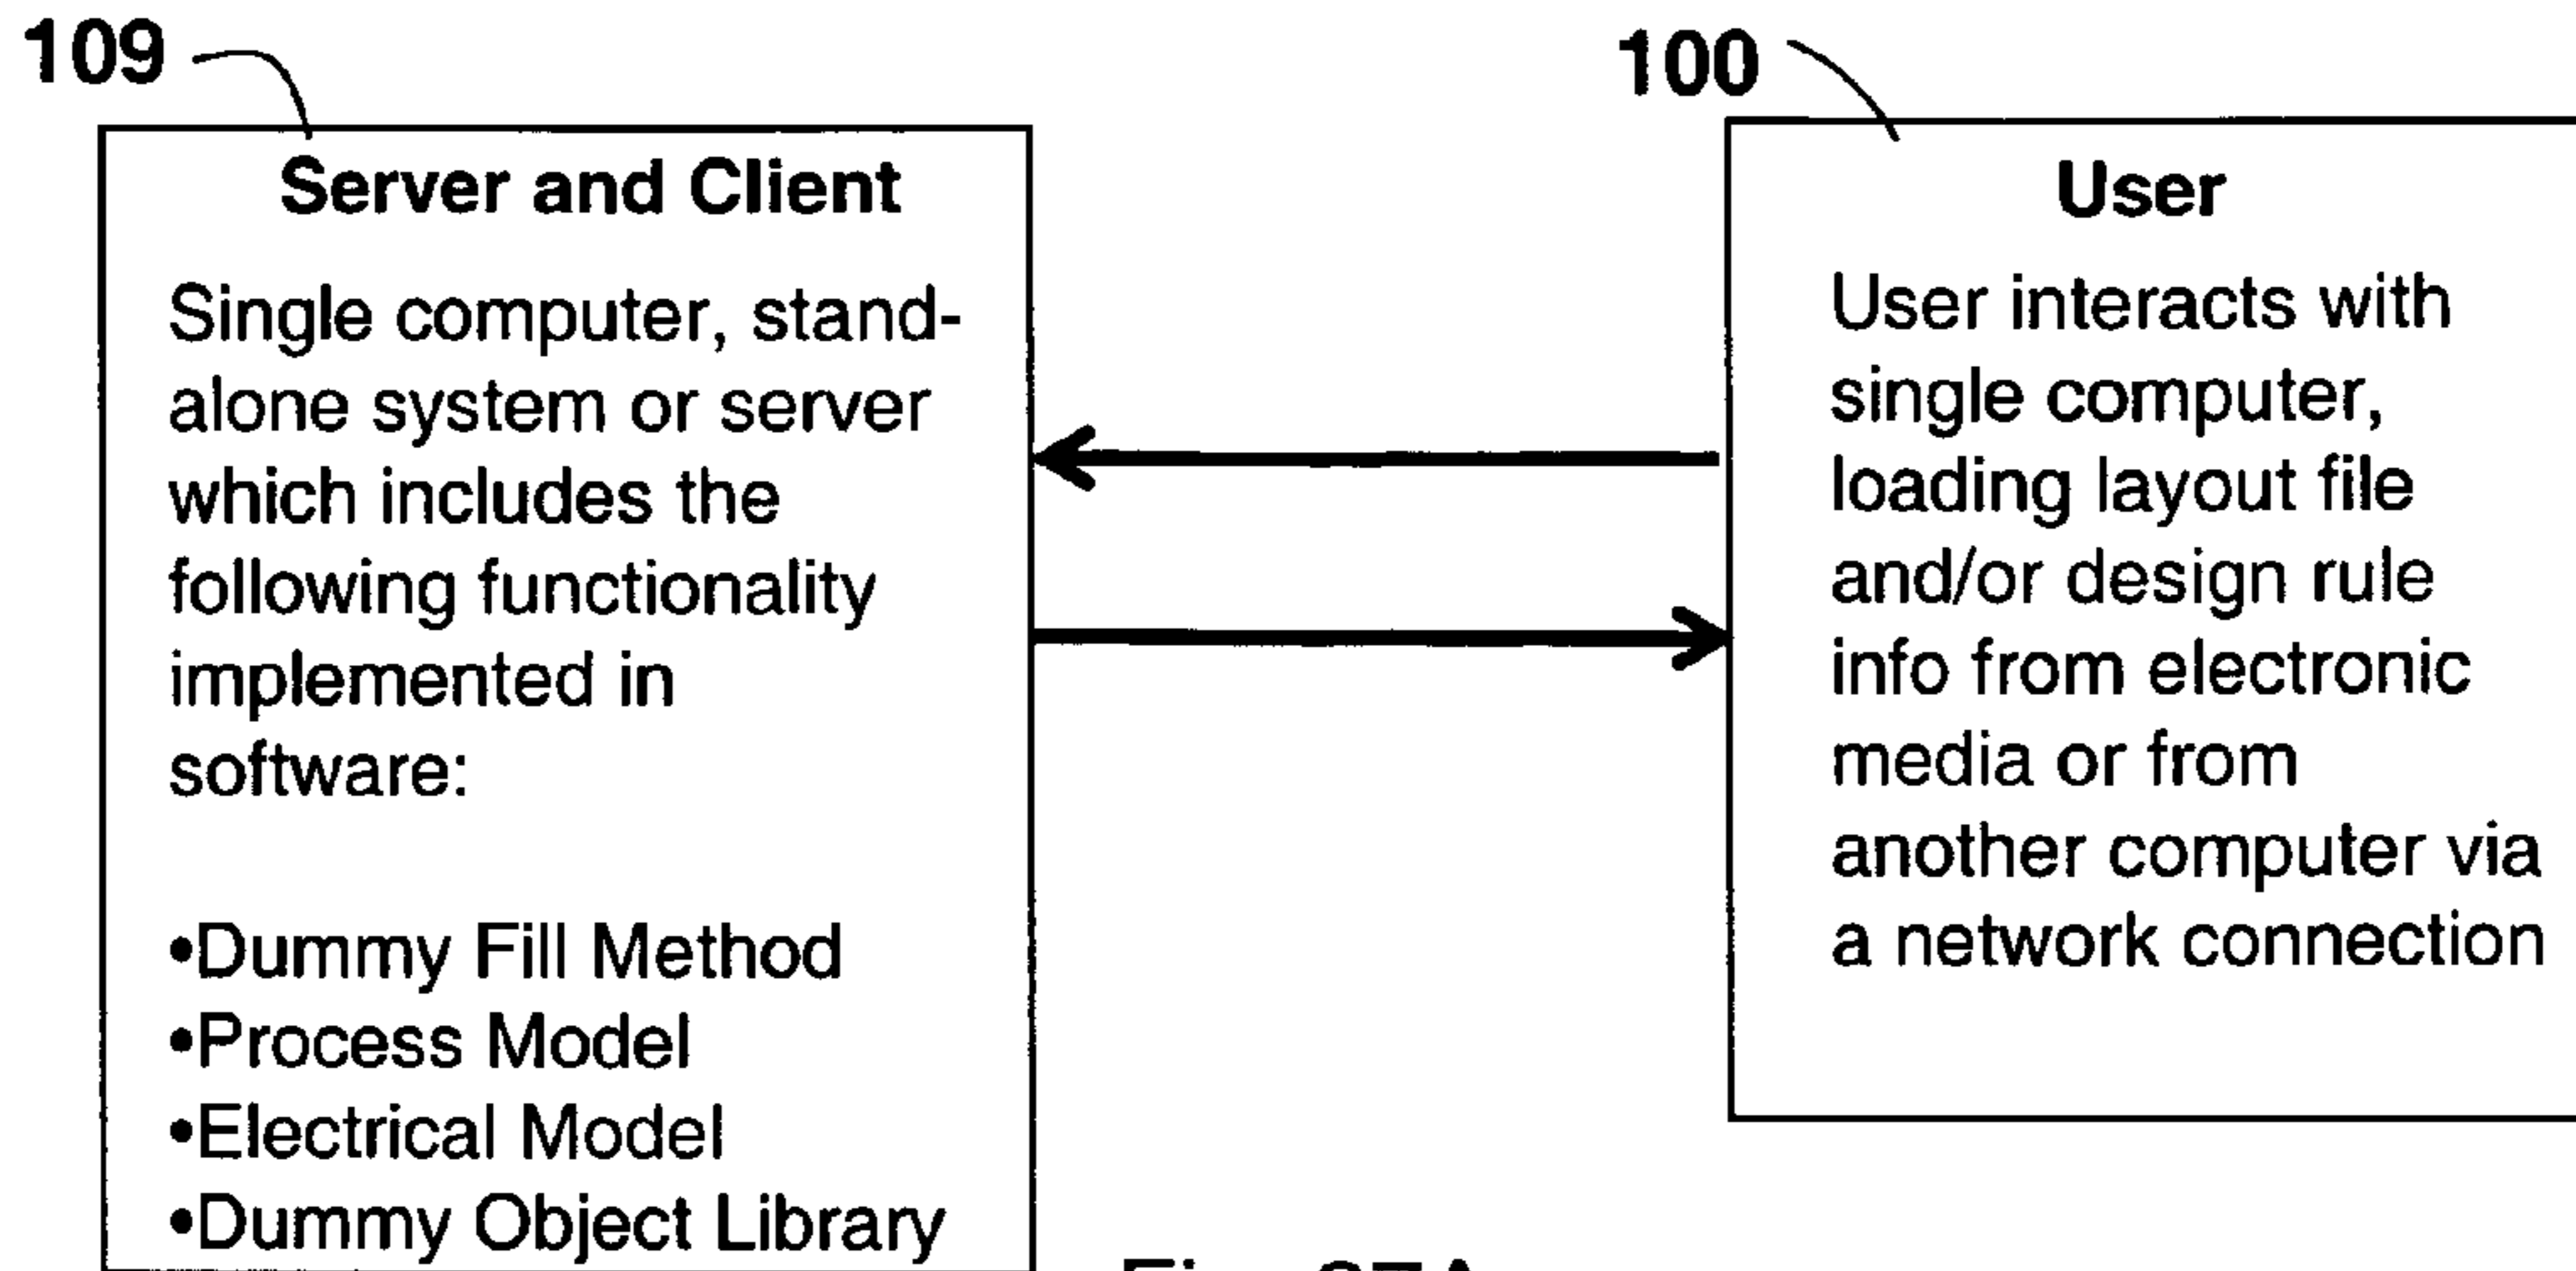 109
Server and Client
Single computer, stand-
alone system or server
which includes the
following functionality
implemented in
software:
•Dummy Fill Method
•Process Model
•Electrical Model
•Dummy Object Library
100
User
User interacts with
single computer,
loading layout file
and/or design rule
info from electronic
media or from
another computer via
a network connection